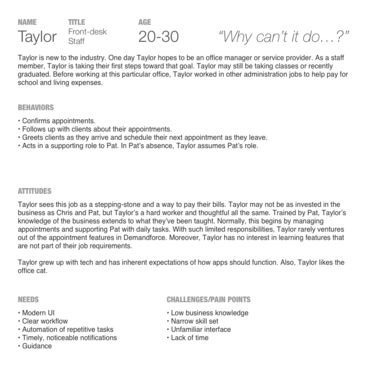 NAME TITLE AGE
Taylor Front-desk Staff 20-30 “Why can't it do…?”
Taylor is new to the industry. One day Taylor hopes to be an office manager or service provider. As a staff
member, Taylor is taking their first steps toward that goal. Taylor may still be taking classes or recently
graduated. Before working at this particular office, Taylor worked in other administration jobs to help pay for
school and living expenses.
BEHAVIORS
• Confirms appointments.
• Follows up with clients about their appointments.
• Greets clients as they arrive and schedule their next appointment as they leave.
• Acts in a supporting role to Pat. In Pat's absence, Taylor assumes Pat's role.
ATTITUDES
Taylor sees this job as a stepping-stone and a way to pay their bills. Taylor may not be as invested in the
business as Chris and Pat, but Taylor's a hard worker and thoughtful all the same. Trained by Pat, Taylor's
knowledge of the business extends to what they've been taught. Normally, this begins by managing
appointments and supporting Pat with daily tasks. With such limited responsibilities, Taylor rarely ventures
out of the appointment features in Demandforce. Moreover, Taylor has no interest in learning features that
are not part of their job requirements.
Taylor grew up with tech and has inherent expectations of how apps should function. Also, Taylor likes the
office cat.
NEEDS
• Modern UI
• Clear workflow
• Automation of repetitive tasks
• Timely, noticeable notifications
• Guidance
CHALLENGES/PAIN POINTS
• Low business knowledge
• Narrow skill set
• Unfamiliar interface
• Lack of time